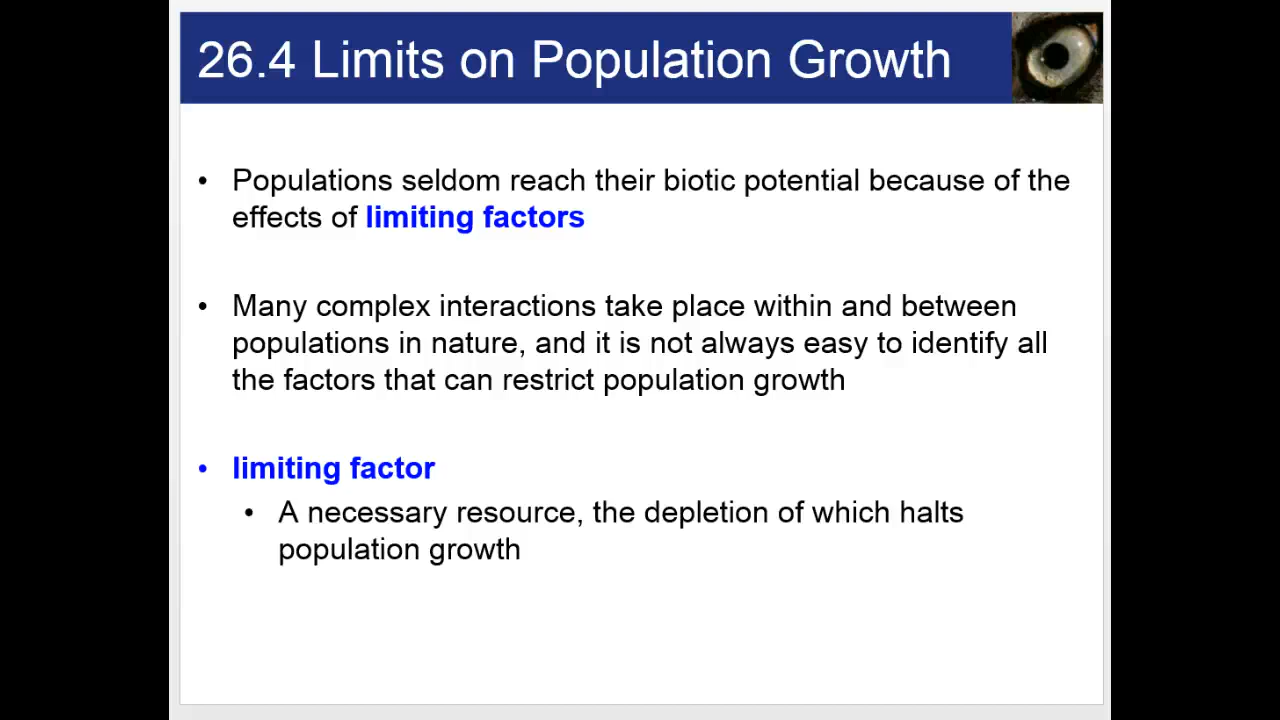 26.4 Limits on Population Growth
• Populations seldom reach their biotic potential because of the
effects of limiting factors
• Many complex interactions take place within and between
populations in nature, and it is not always easy to identify all
the factors that can restrict population growth
• limiting factor
• A necessary resource, the depletion of which halts
population growth